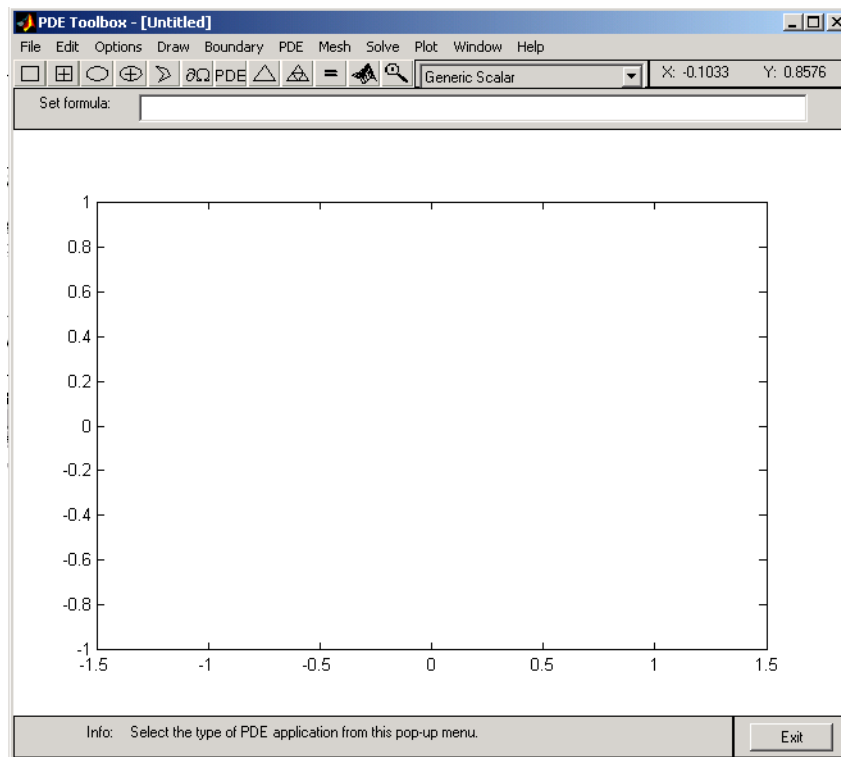 PDE Toolbox - [Untitled]
File Edit Options Draw Boundary PDE Mesh Solve Plot Window Help
∂Ω PDE = Generic Scalar X: -0.1033 Y: 0.8576
Set formula:
1
0.8
0.6
0.4
0.2
0
-0.2
-0.4
-0.6
-0.8
-1
-1.5 -1 -0.5 0 0.5 1 1.5
Info: Select the type of PDE application from this pop-up menu.
Exit